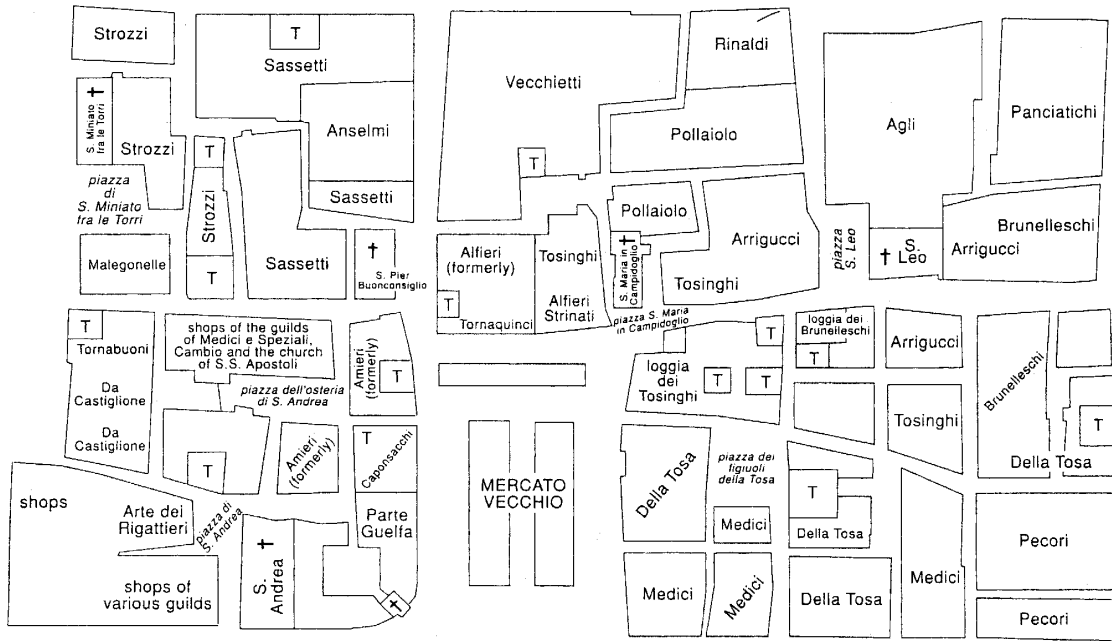 Strozzi
T
Sassetti
Vecchietti
Rinaldi
Pollaiolo
Agli
Panciatichi
S. Miniato
fra le Torri
Strozzi
Anselmi
Sassetti
T
Strozzi
T
piazza
di
S. Miniato
fra le Torri
Malegonelle
Sassetti
S. Pier
Buonconsiglio
T
Alfieri
(formerly)
T
Tornaquinci
Tosinghi
Alfieri
Strinati
Pollaiolo
S. Maria in
Campidoglio
Arrigucci
Tosinghi
piazza S. Maria
in Campidoglio
piazza
S. Leo
S.
Leo
Arrigucci
Brunelleschi
T
Tornabuoni
Da
Castiglione
Da
Castiglione
shops of the guilds
of Medici e Speziali,
Cambio and the church
of S.S. Apostoli
piazza dell'osteria
di S. Andrea
Amieri
(formerly)
T
T
Amieri
(formerly)
T
Caponsacchi
Parte
Guelfa
shops
Arte dei
Rigattieri
piazza di
S. Andrea
shops of
various guilds
S.
Andrea
MERCATO
VECCHIO
T
loggia
dei
Tosinghi
T
T
loggia dei
Brunelleschi
T
Arrigucci
Tosinghi
Brunelleschi
T
Della Tosa
Della Tosa
piazza dei
figiuoli
della Tosa
Medici
T
Della Tosa
Medici
Medici
Della Tosa
Medici
Pecori
Pecori